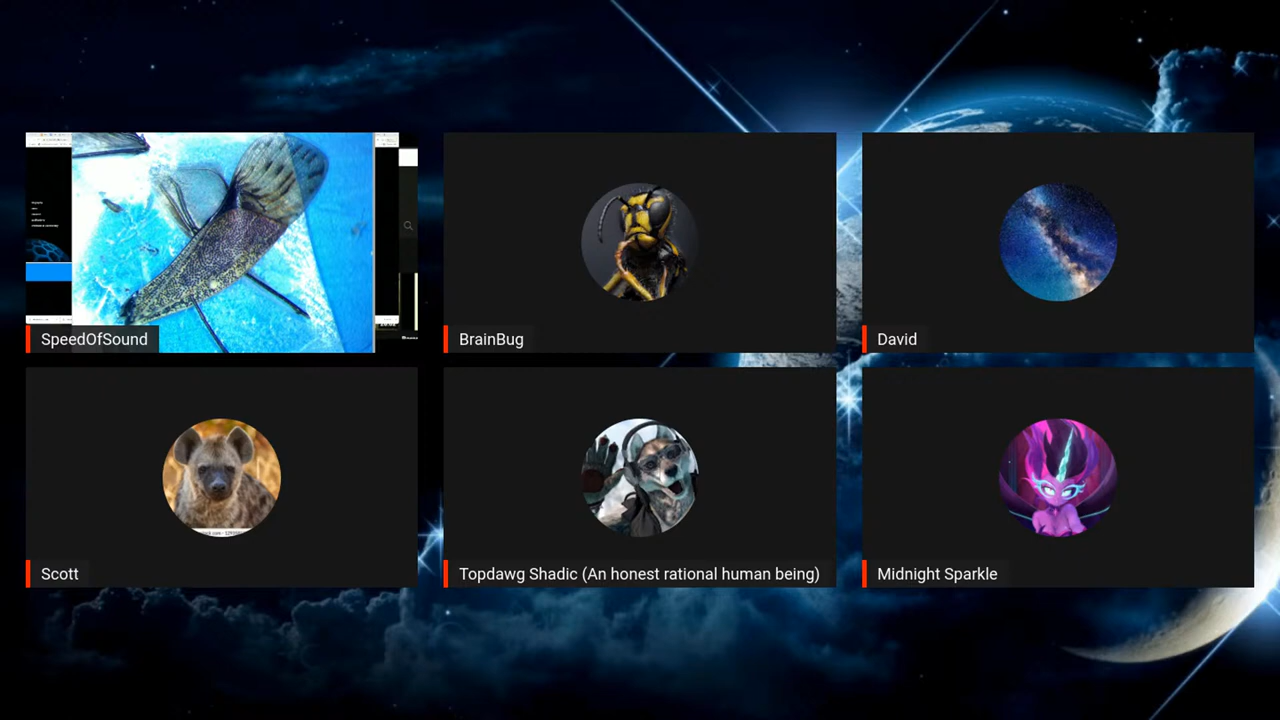 SpeedOfSound
BrainBug
David
Scott
Topdawg Shadic (An honest rational human being)
Midnight Sparkle